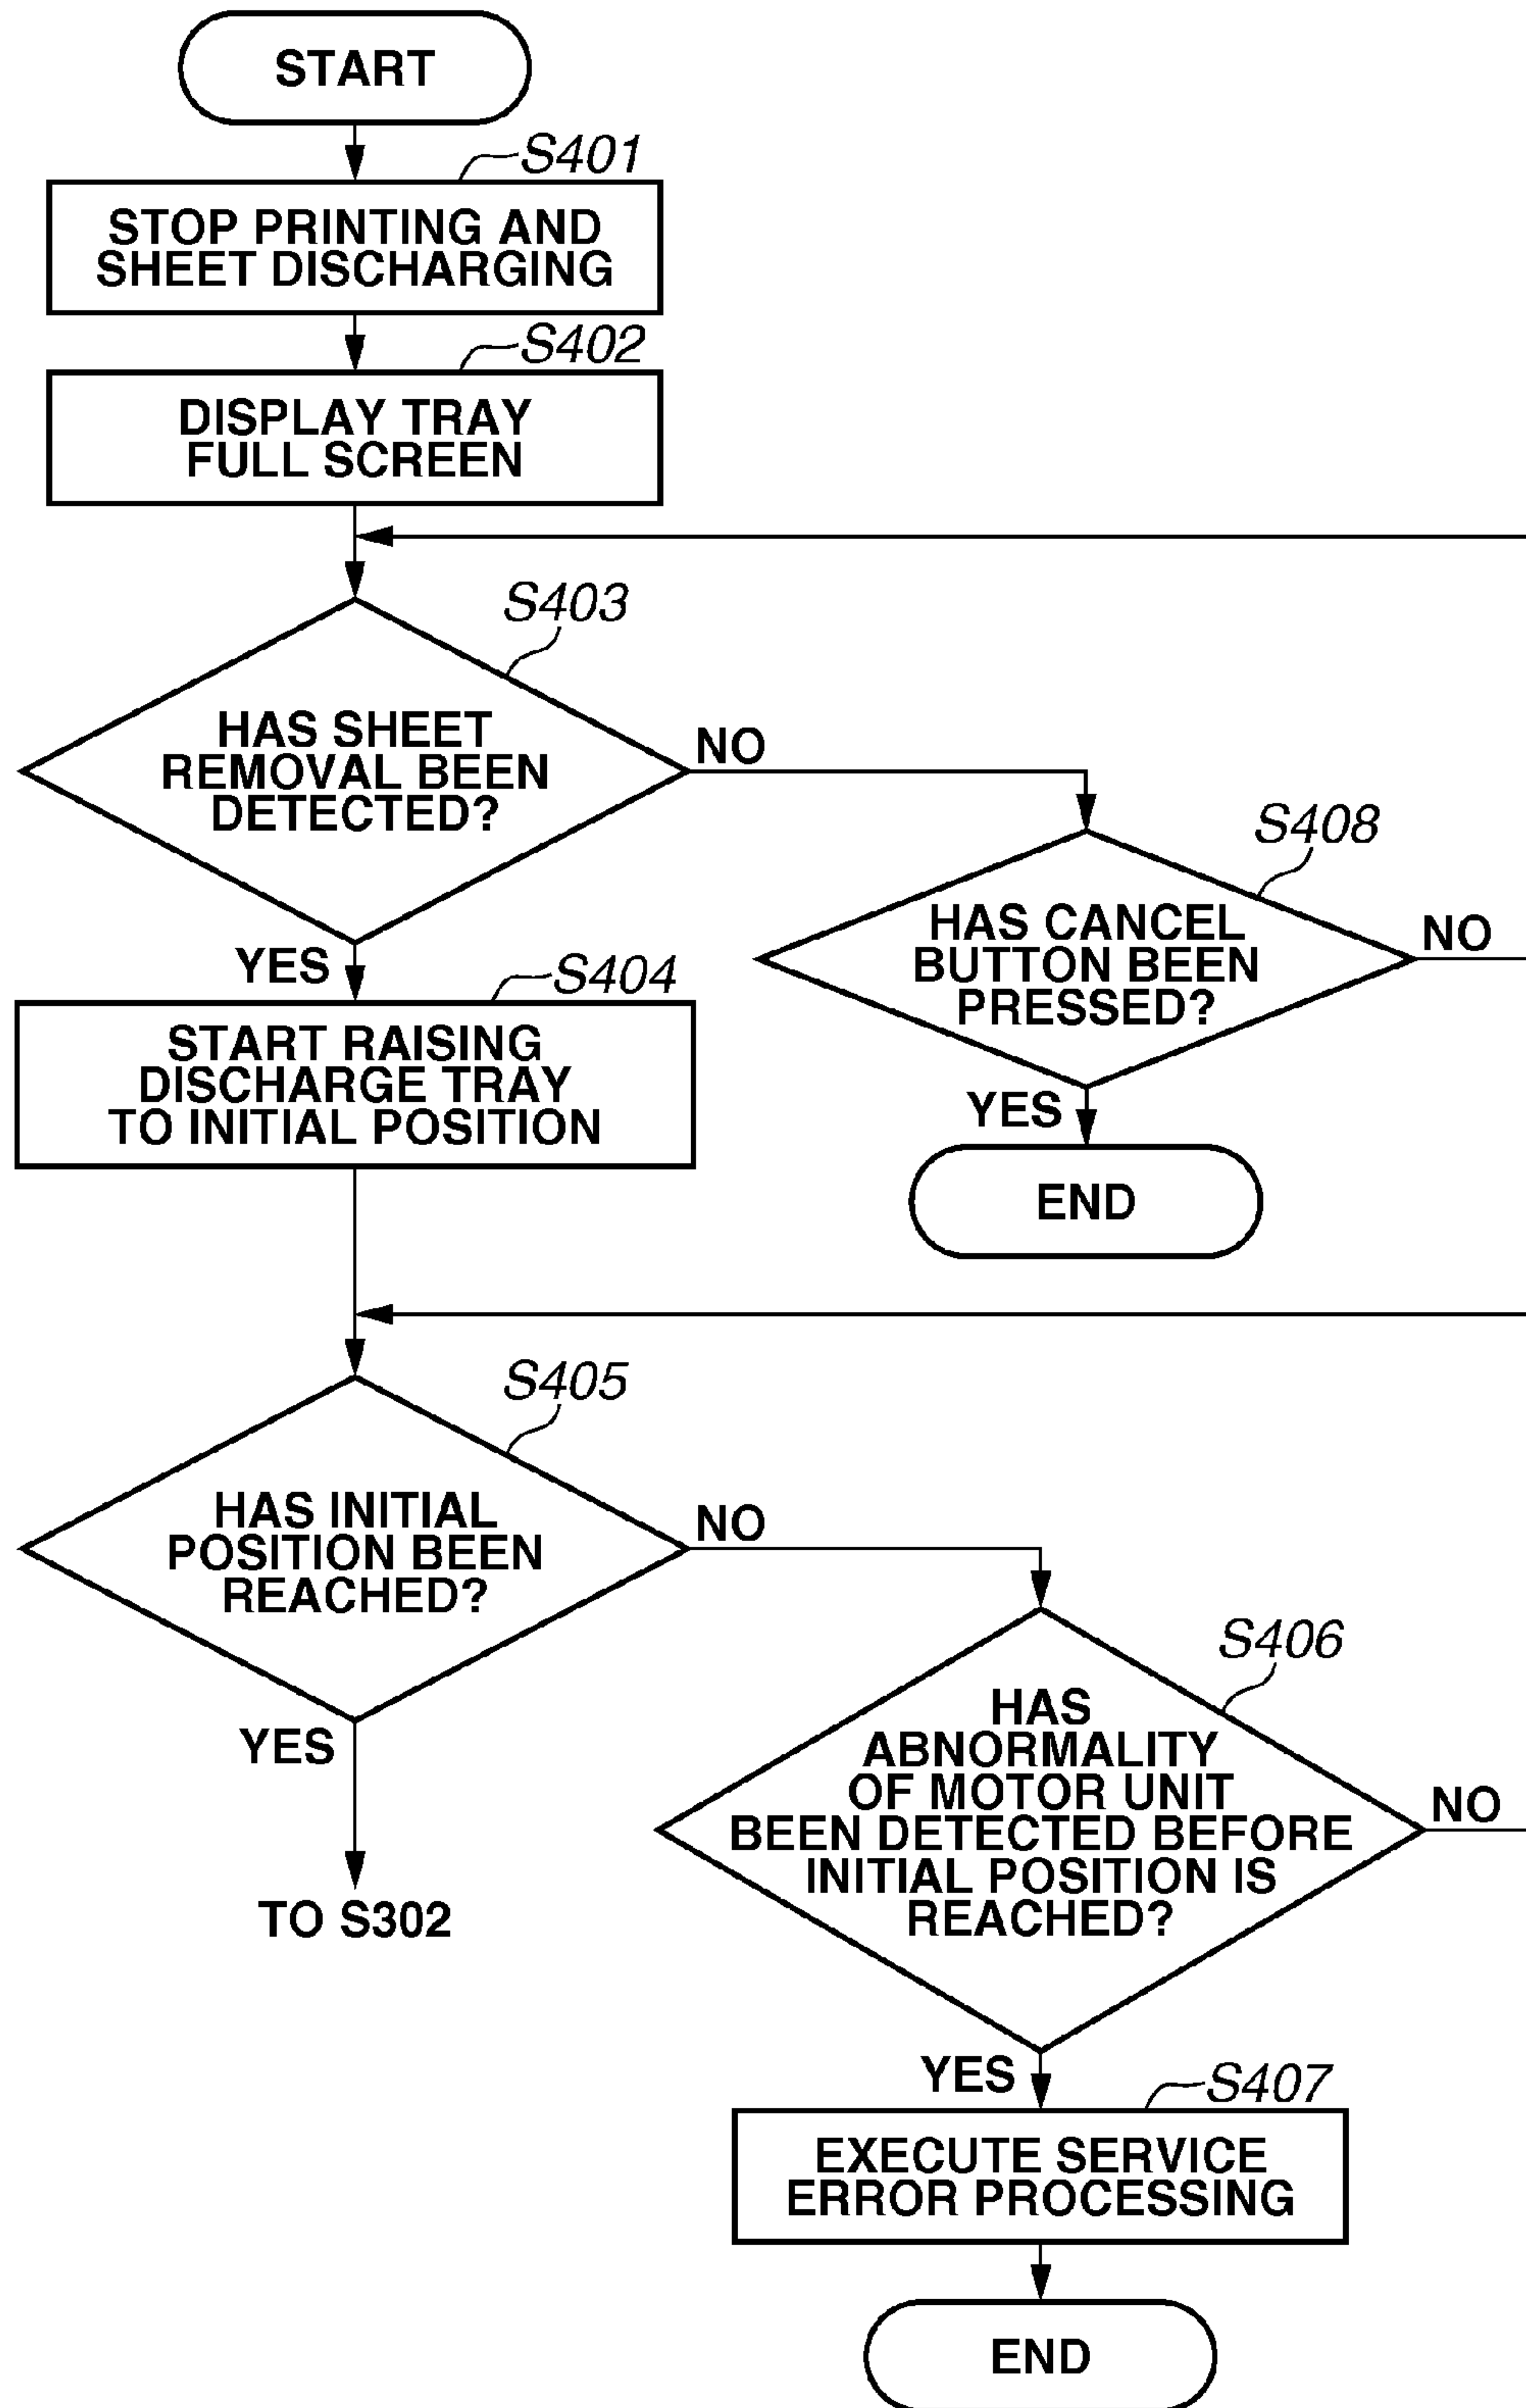 START
S401
STOP PRINTING AND
SHEET DISCHARGING
S402
DISPLAY TRAY
FULL SCREEN
S403
HAS SHEET
REMOVAL BEEN
DETECTED?
NO
S408
HAS CANCEL
BUTTON BEEN
PRESSED?
NO
YES
END
YES
S404
START RAISING
DISCHARGE TRAY
TO INITIAL POSITION
S405
HAS INITIAL
POSITION BEEN
REACHED?
NO
S406
HAS
ABNORMALITY
OF MOTOR UNIT
BEEN DETECTED BEFORE
INITIAL POSITION IS
REACHED?
NO
YES
TO S302
YES
S407
EXECUTE SERVICE
ERROR PROCESSING
END